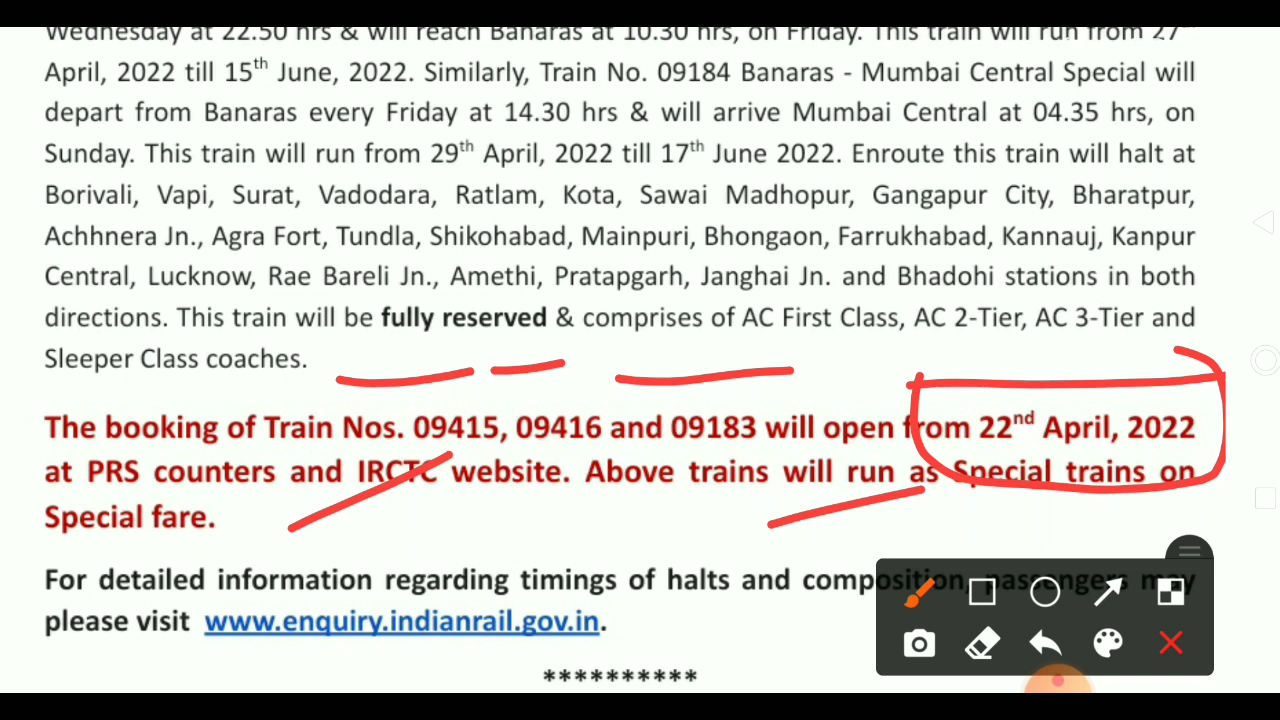 Wednesday at 22.50 hrs & will reach Banaras at 10.30 hrs, on Friday. This train will run from 27th
April, 2022 till 15th June, 2022. Similarly, Train No. 09184 Banaras - Mumbai Central Special will
depart from Banaras every Friday at 14.30 hrs & will arrive Mumbai Central at 04.35 hrs, on
Sunday. This train will run from 29th April, 2022 till 17th June 2022. Enroute this train will halt at
Borivali, Vapi, Surat, Vadodara, Ratlam, Kota, Sawai Madhopur, Gangapur City, Bharatpur,
Achhnera Jn., Agra Fort, Tundla, Shikohabad, Mainpuri, Bhongaon, Farrukhabad, Kannauj, Kanpur
Central, Lucknow, Rae Bareli Jn., Amethi, Pratapgarh, Janghai Jn. and Bhadohi stations in both
directions. This train will be fully reserved & comprises of AC First Class, AC 2-Tier, AC 3-Tier and
Sleeper Class coaches.
The booking of Train Nos. 09415, 09416 and 09183 will open from 22nd April, 2022
at PRS counters and IRCTC website. Above trains will run as Special trains on
Special fare.
For detailed information regarding timings of halts and composition, passengers may
please visit www.enquiry.indianrail.gov.in.
**********